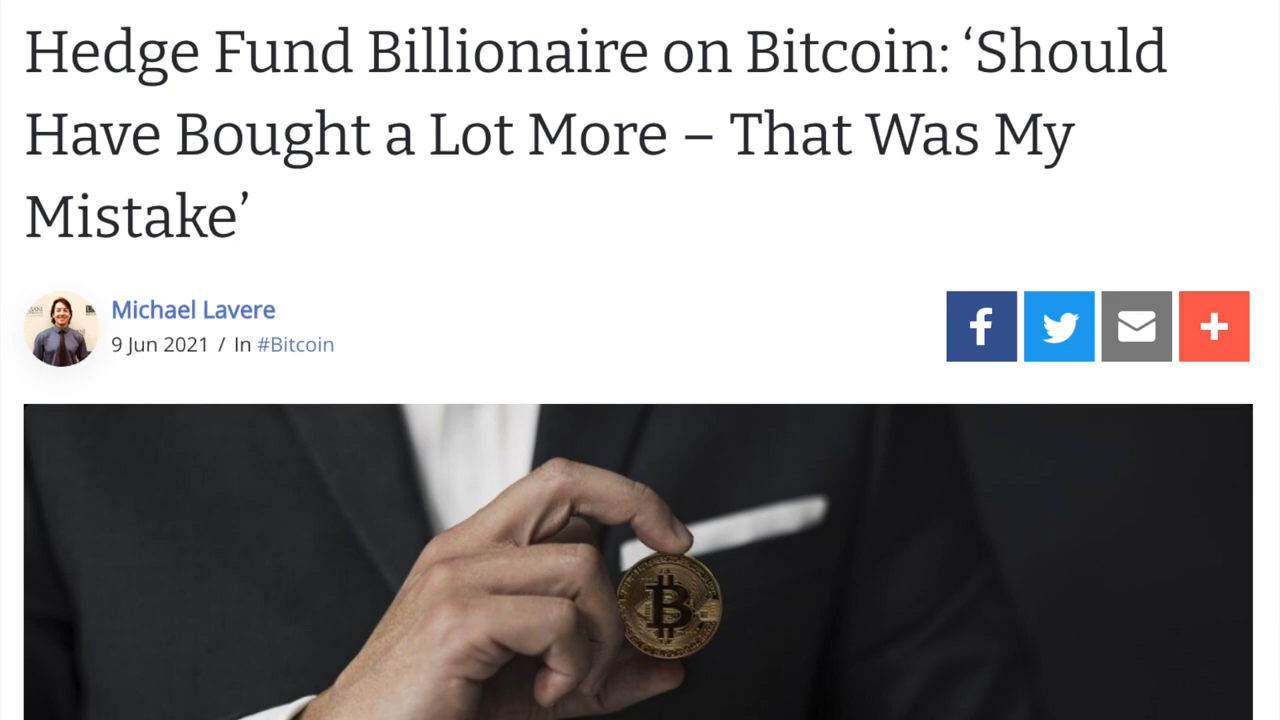 Hedge Fund Billionaire on Bitcoin: ‘Should
Have Bought a Lot More – That Was My
Mistake’
Michael Lavere
9 Jun 2021 / In #Bitcoin